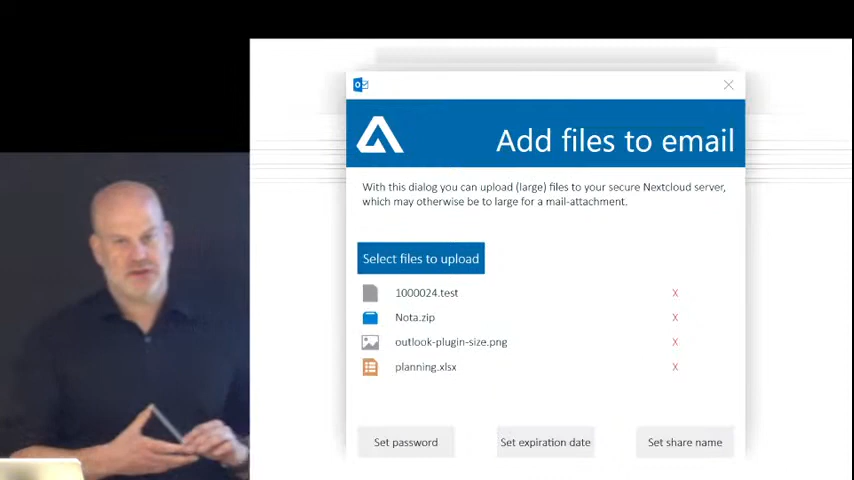 Add files to email
With this dialog you can upload (large) files to your secure Nextcloud server,
which may otherwise be to large for a mail-attachment.
Select files to upload
1000024.test X
Nota.zip X
outlook-plugin-size.png X
planning.xlsx X
Set password
Set expiration date
Set share name